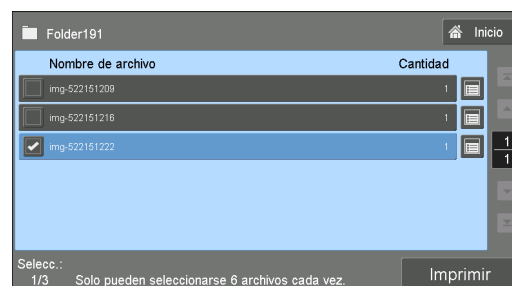 Folder191
Inicio
Nombre de archivo Cantidad
img-522151209 1
img-522151216 1
img-522151222 1
1
1
Selecc.:
1/3 Solo pueden seleccionarse 6 archivos cada vez.
Imprimir